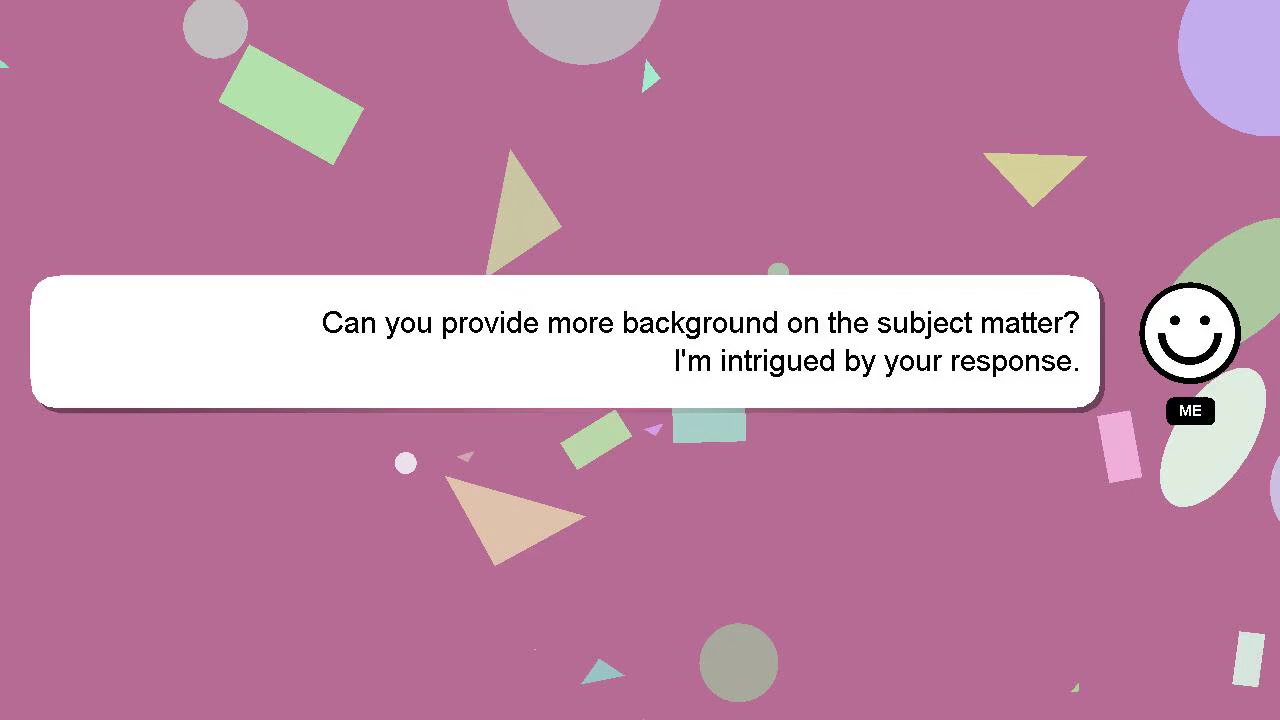 Can you provide more background on the subject matter?
I'm intrigued by your response.
ME